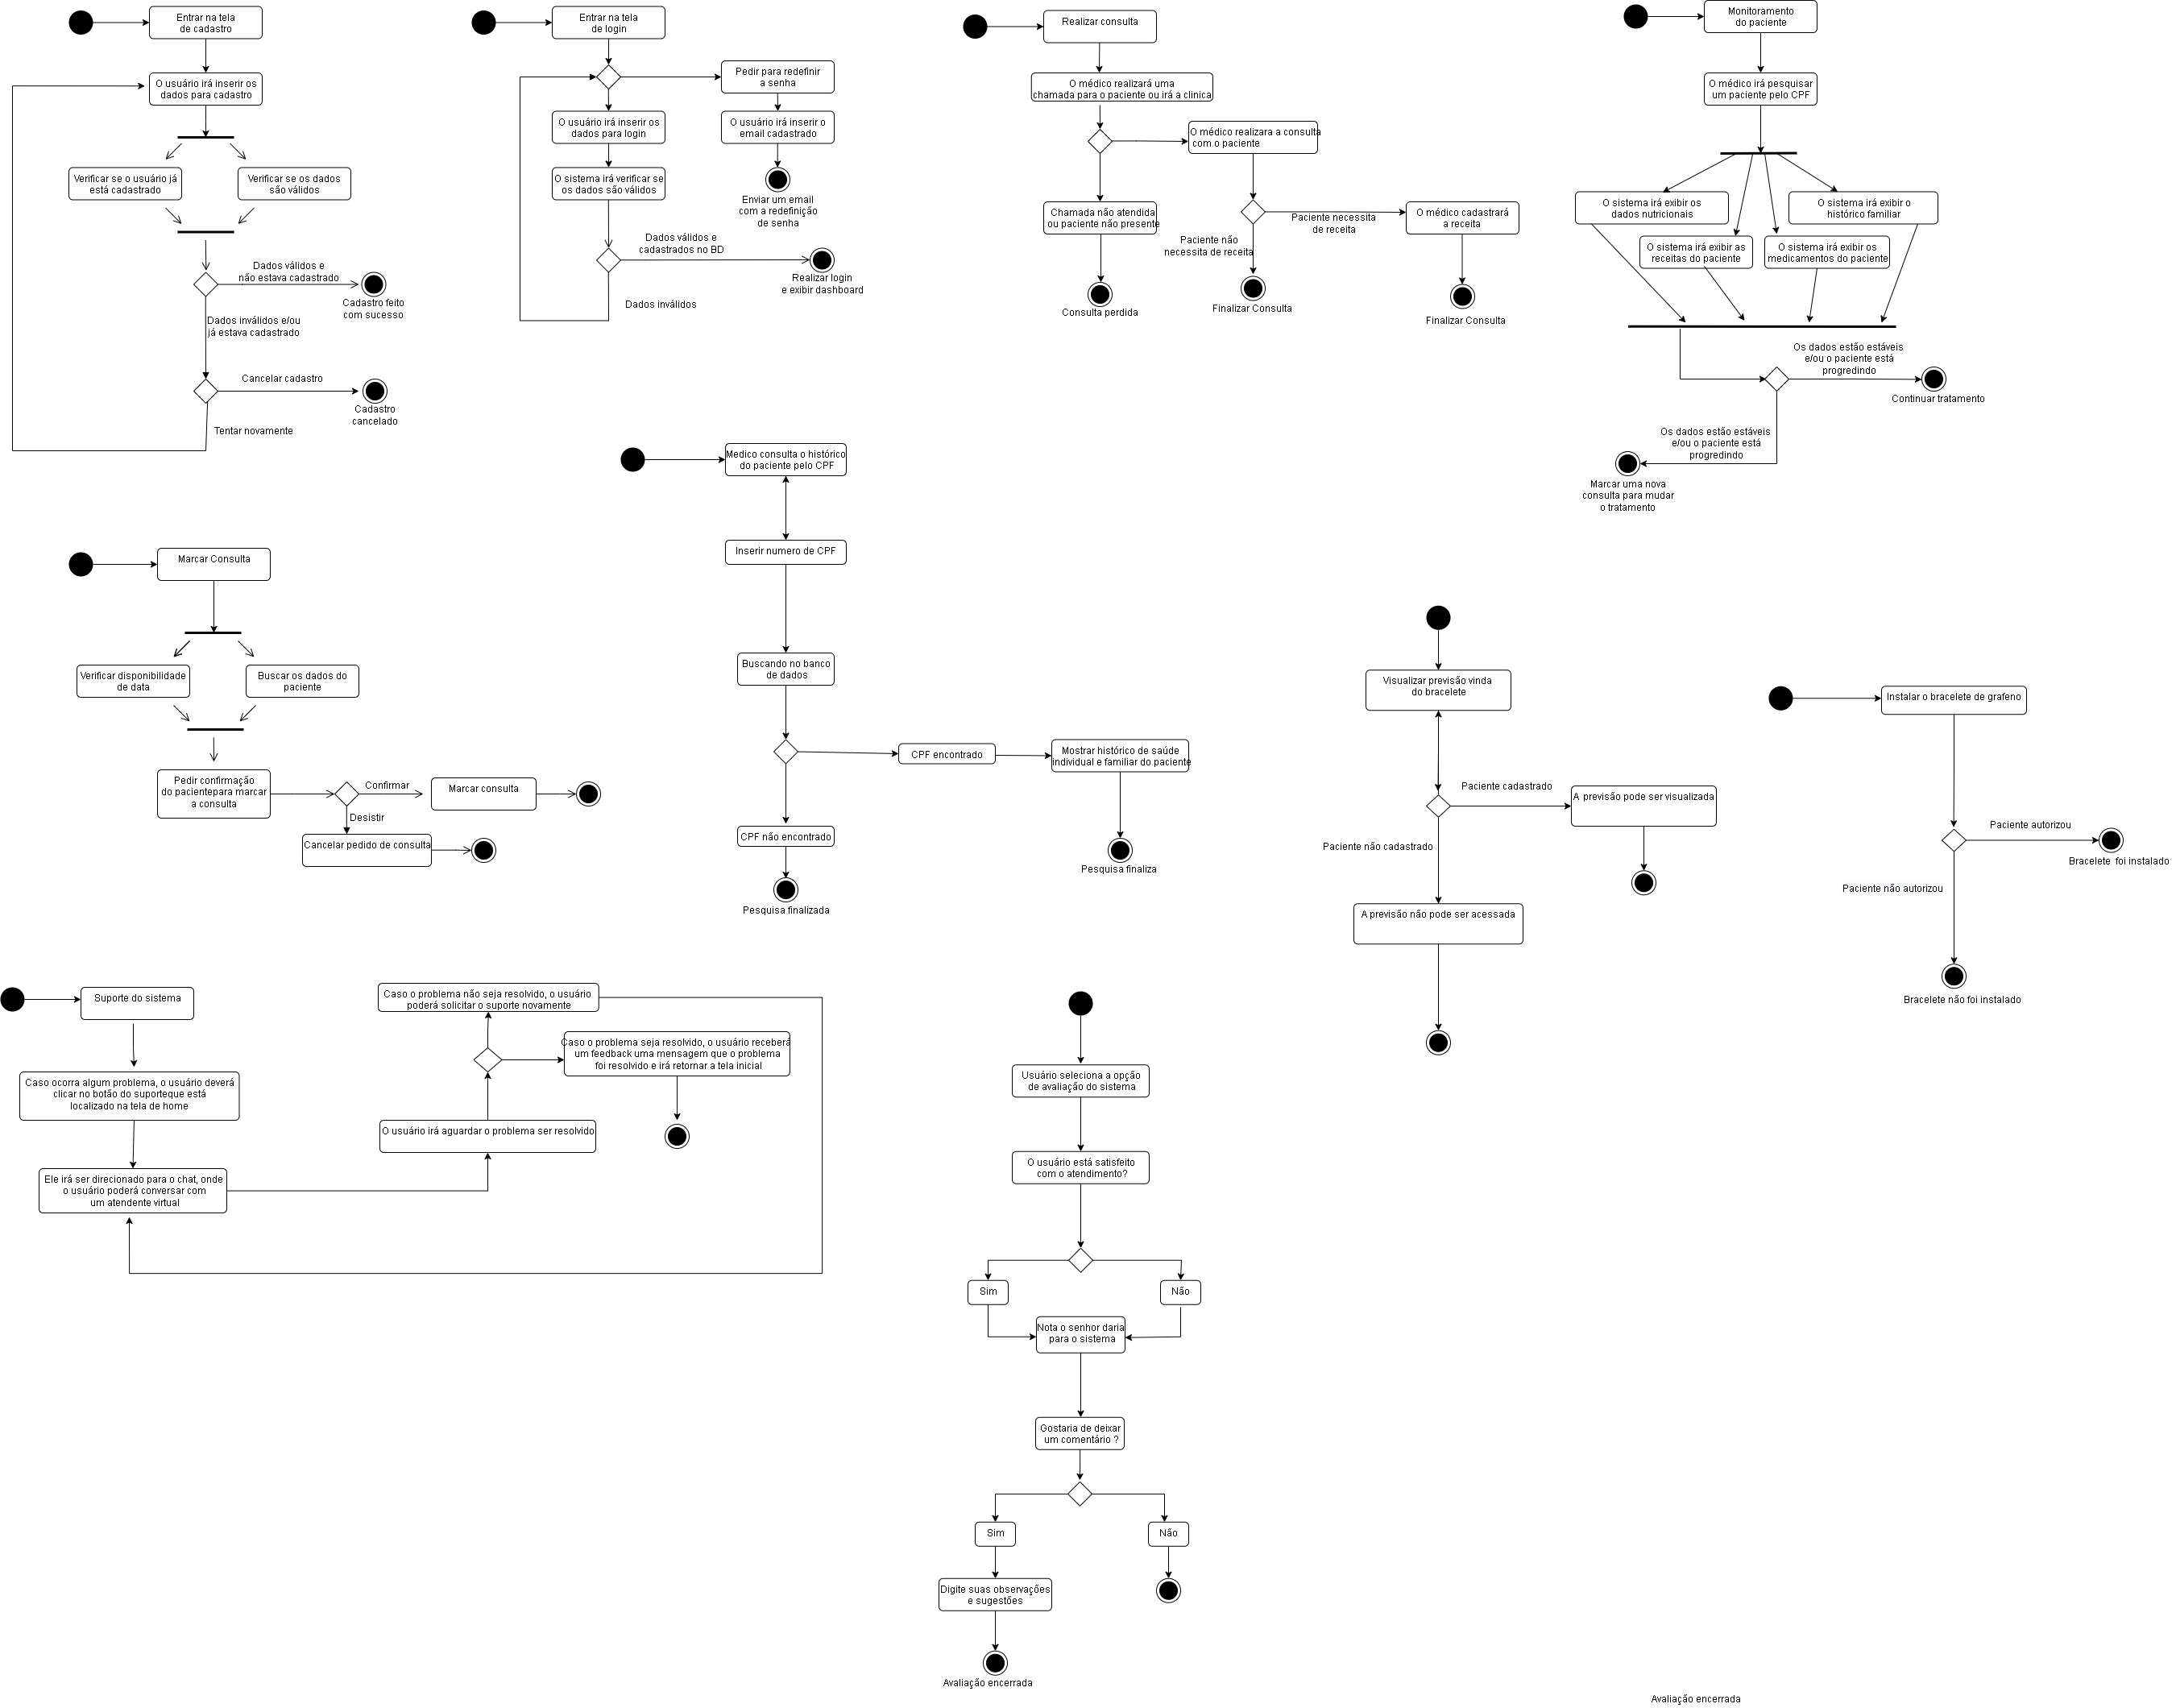 Entrar na tela
de cadastro
O usuário irá inserir os
dados para cadastro
Verificar se o usuário já
está cadastrado
Verificar se os dados
são válidos
Dados válidos e
não estava cadastrado
Cadastro feito
com sucesso
Dados inválidos e/ou
já estava cadastrado
Cancelar cadastro
Cadastro
cancelado
Tentar novamente
Entrar na tela
de login
Pedir para redefinir
a senha
O usuário irá inserir os
dados para login
O usuário irá inserir o
email cadastrado
O sistema irá verificar se
os dados são válidos
Enviar um email
com a redefinição
de senha
Dados válidos e
cadastrados no BD
Realizar login
e exibir dashboard
Dados inválidos
Realizar consulta
O médico realizará uma
chamada para o paciente ou irá a clinica
O médico realizara a consulta
com o paciente
Chamada não atendida
ou paciente não presente
Paciente necessita
de receita
O médico cadastrará
a receita
Paciente não
necessita de receita
Consulta perdida
Finalizar Consulta
Finalizar Consulta
Monitoramento
do paciente
O médico irá pesquisar
um paciente pelo CPF
O sistema irá exibir os
dados nutricionais
O sistema irá exibir o
histórico familiar
O sistema irá exibir as
receitas do paciente
O sistema irá exibir os
medicamentos do paciente
Os dados estão estáveis
e/ou o paciente está
progredindo
Continuar tratamento
Os dados estão estáveis
e/ou o paciente está
progredindo
Marcar uma nova
consulta para mudar
o tratamento
Marcar Consulta
Verificar disponibilidade
de data
Buscar os dados do
paciente
Pedir confirmação
do pacientepara marcar
a consulta
Confirmar
Marcar consulta
Desistir
Cancelar pedido de consulta
Medico consulta o histórico
do paciente pelo CPF
Inserir numero de CPF
Buscando no banco
de dados
CPF encontrado
Mostrar histórico de saúde
individual e familiar do paciente
CPF não encontrado
Pesquisa finaliza
Pesquisa finalizada
Visualizar previsão vinda
do bracelete
Paciente cadastrado
A previsão pode ser visualizada
Paciente não cadastrado
A previsão não pode ser acessada
Instalar o bracelete de grafeno
Paciente autorizou
Bracelete foi instalado
Paciente não autorizou
Bracelete não foi instalado
Suporte do sistema
Caso ocorra algum problema, o usuário deverá
clicar no botão do suporteque está
localizado na tela de home
Ele irá ser direcionado para o chat, onde
o usuário poderá conversar com
um atendente virtual
Caso o problema não seja resolvido, o usuário
poderá solicitar o suporte novamente
Caso o problema seja resolvido, o usuário receberá
um feedback uma mensagem que o problema
foi resolvido e irá retornar a tela inicial
O usuário irá aguardar o problema ser resolvido
Usuário seleciona a opção
de avaliação do sistema
O usuário está satisfeito
com o atendimento?
Sim
Não
Nota o senhor daria
para o sistema
Gostaria de deixar
um comentário ?
Sim
Não
Digite suas observações
e sugestões
Avaliação encerrada
Avaliação encerrada